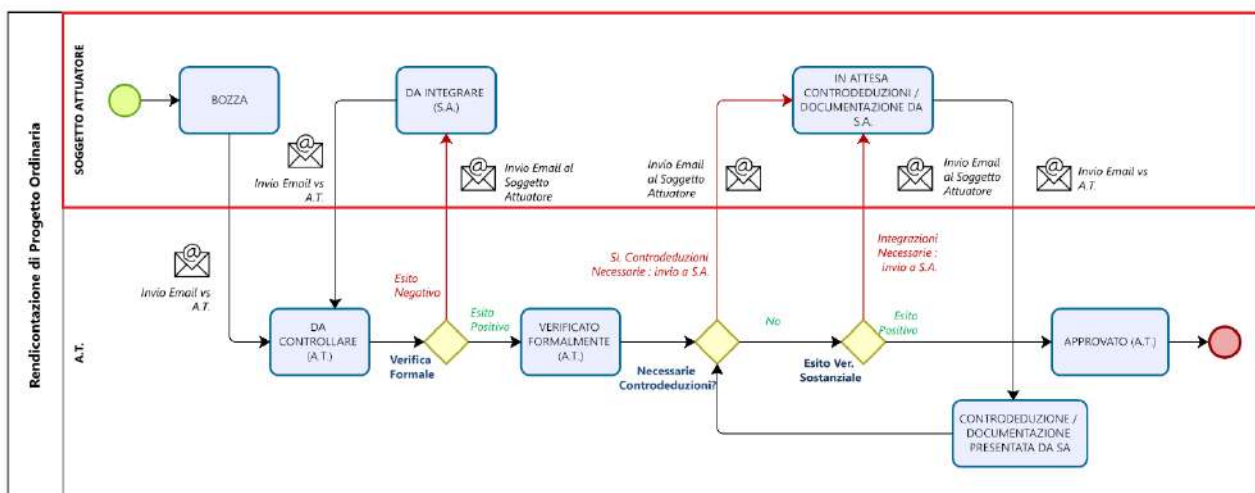 Rendicontazione di Progetto Ordinaria
SOGGETTO ATTUATORE
BOZZA
DA INTEGRARE
(S.A.)
IN ATTESA
CONTRODEDUZIONI /
DOCUMENTAZIONE DA
S.A.
Invio Email vs
A.T.
Invio Email al
Soggetto
Attuatore
Invio Email
al Soggetto
Attuatore
Invio Email
al Soggetto
Attuatore
Invio Email vs
A.T.
A.T.
Invio Email vs
A.T.
Esito
Negativo
Si. Controdeduzioni
Necessarie : invio a S.A.
Integrazioni
Necessarie :
invio a S.A.
DA
CONTROLLARE
(A.T.)
Verifica
Formale
Esito
Positivo
VERIFICATO
FORMALMENTE
(A.T.)
Necessarie
Controdeduzioni?
No
Esito Ver.
Sostanziale
Esito
Positivo
APPROVATO (A.T.)
CONTRODEDUZIONE /
DOCUMENTAZIONE
PRESENTATA DA SA